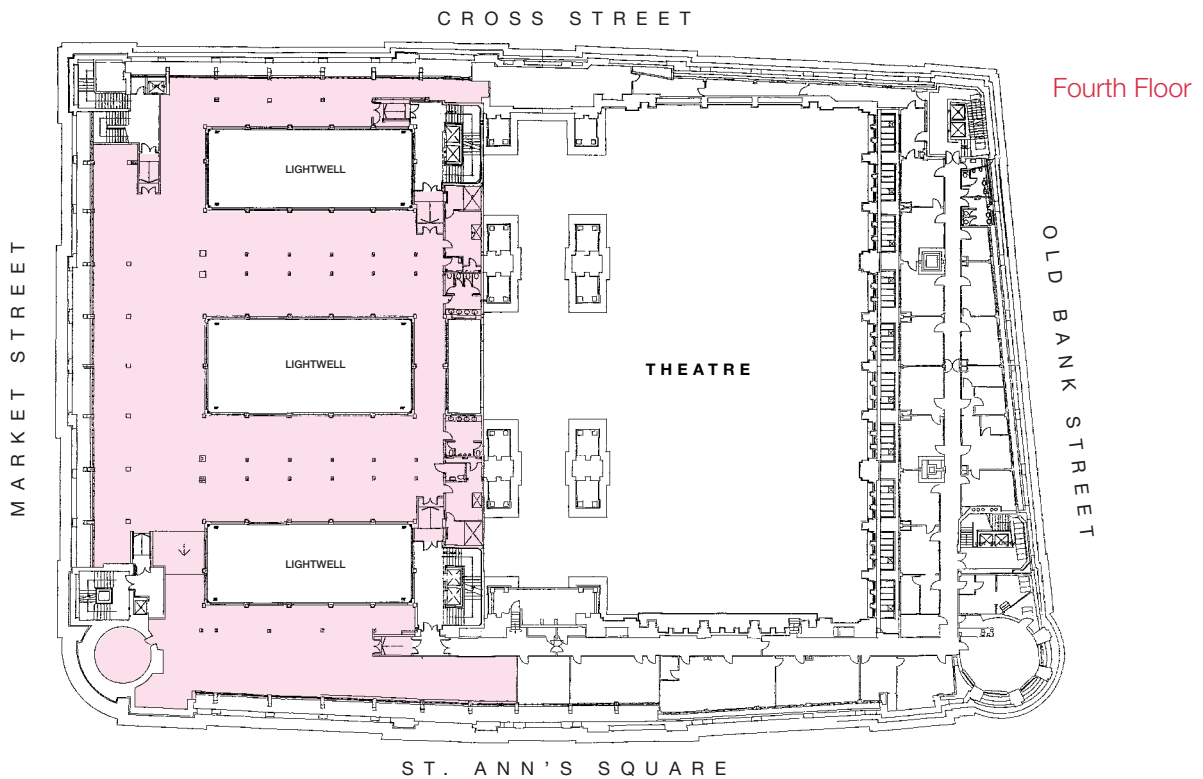 CROSS STREET
Fourth Floor
LIGHTWELL
MARKET STREET
OLD BANK STREET
LIGHTWELL
THEATRE
LIGHTWELL
ST. ANN'S SQUARE